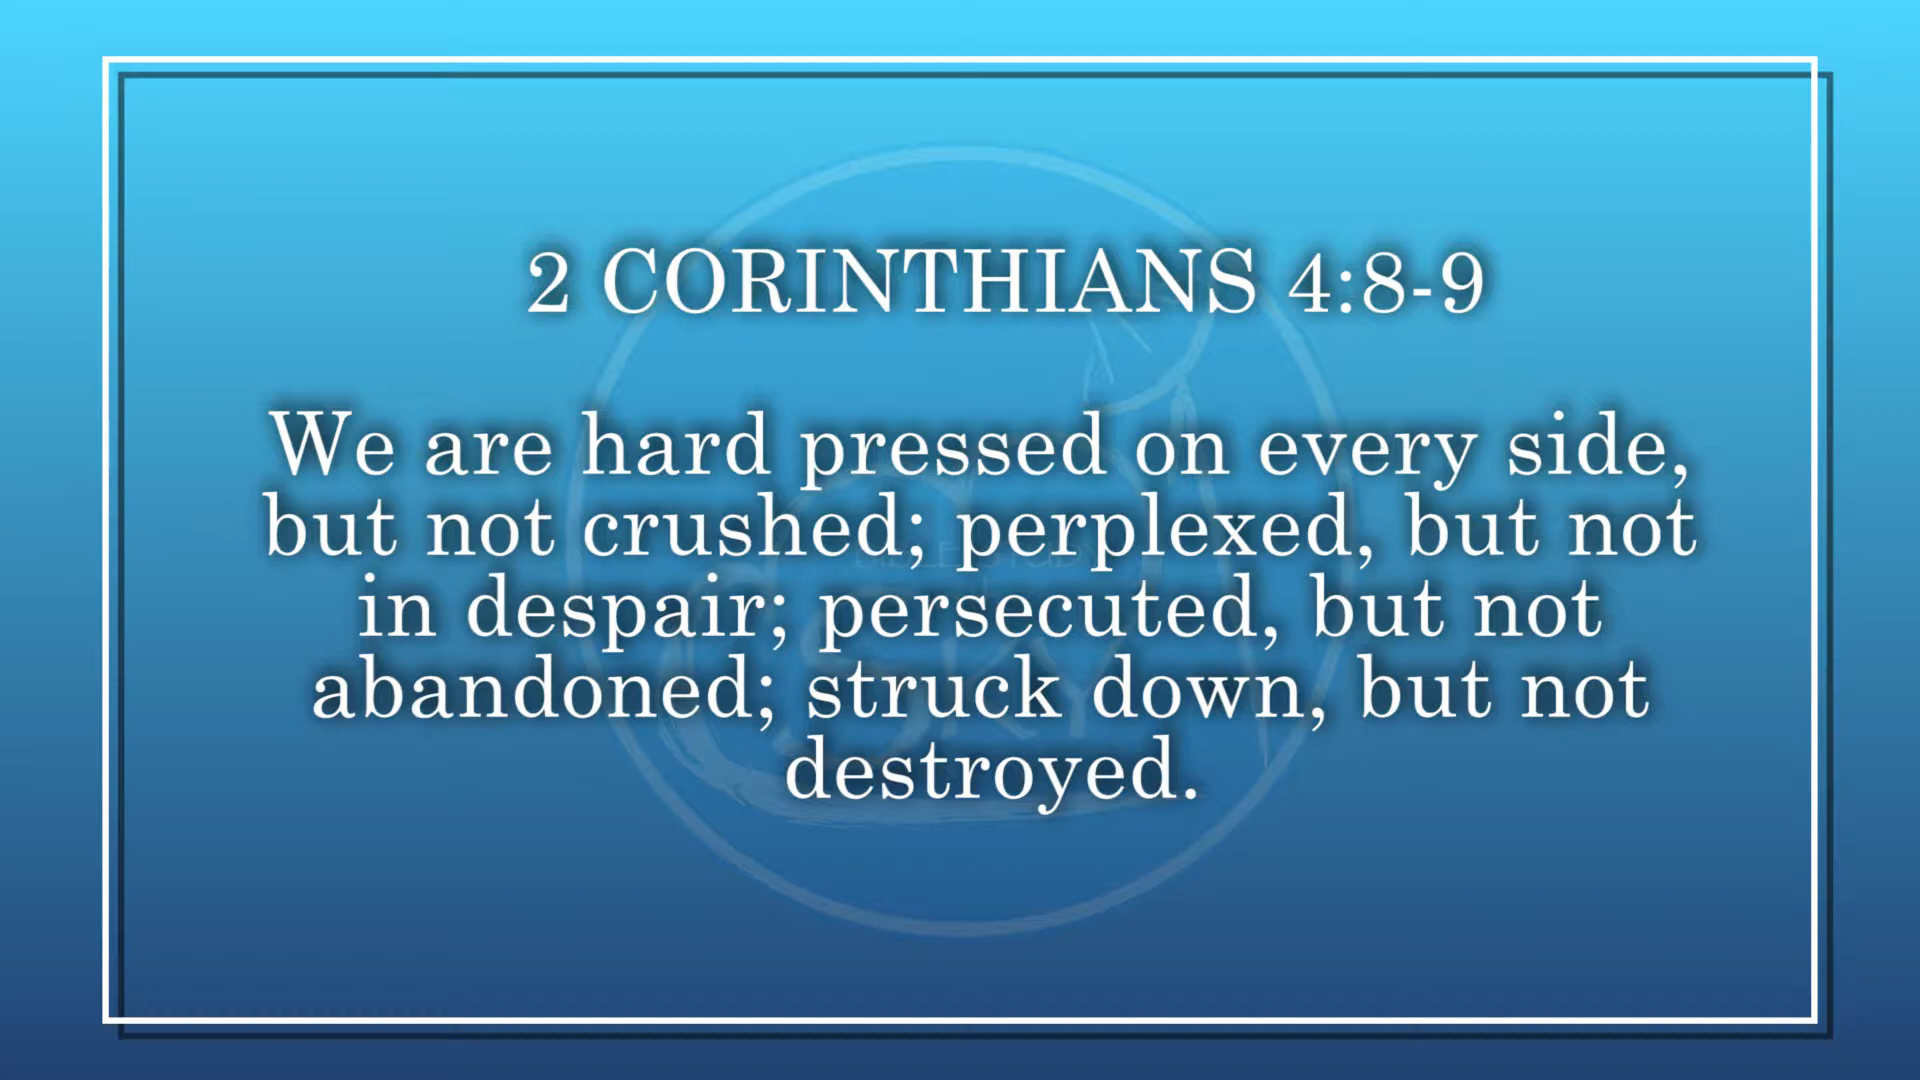 2 CORINTHIANS 4:8-9
We are hard pressed on every side,
but not crushed; perplexed, but not
in despair; persecuted, but not
abandoned; struck down, but not
destroyed.